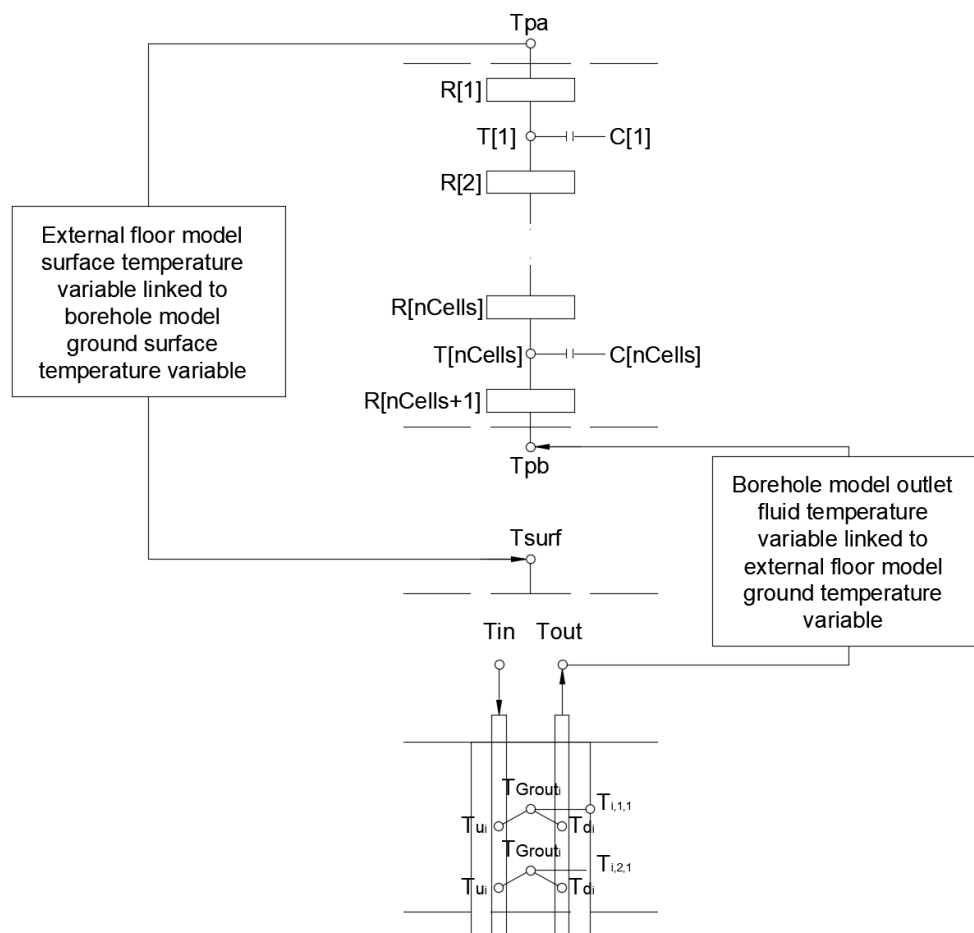 Tpa
R[1]
T[1]
C[1]
R[2]
External floor model
surface temperature
variable linked to
borehole model
ground surface
temperature variable
R[nCells]
T[nCells]
C[nCells]
R[nCells+1]
Tpb
Borehole model outlet
fluid temperature
variable linked to
external floor model
ground temperature
variable
Tsurf
Tin
Tout
TGrouti
Ti,1,1
Tui
Tdi
TGrouti
Ti,2,1
Tui
Tdi